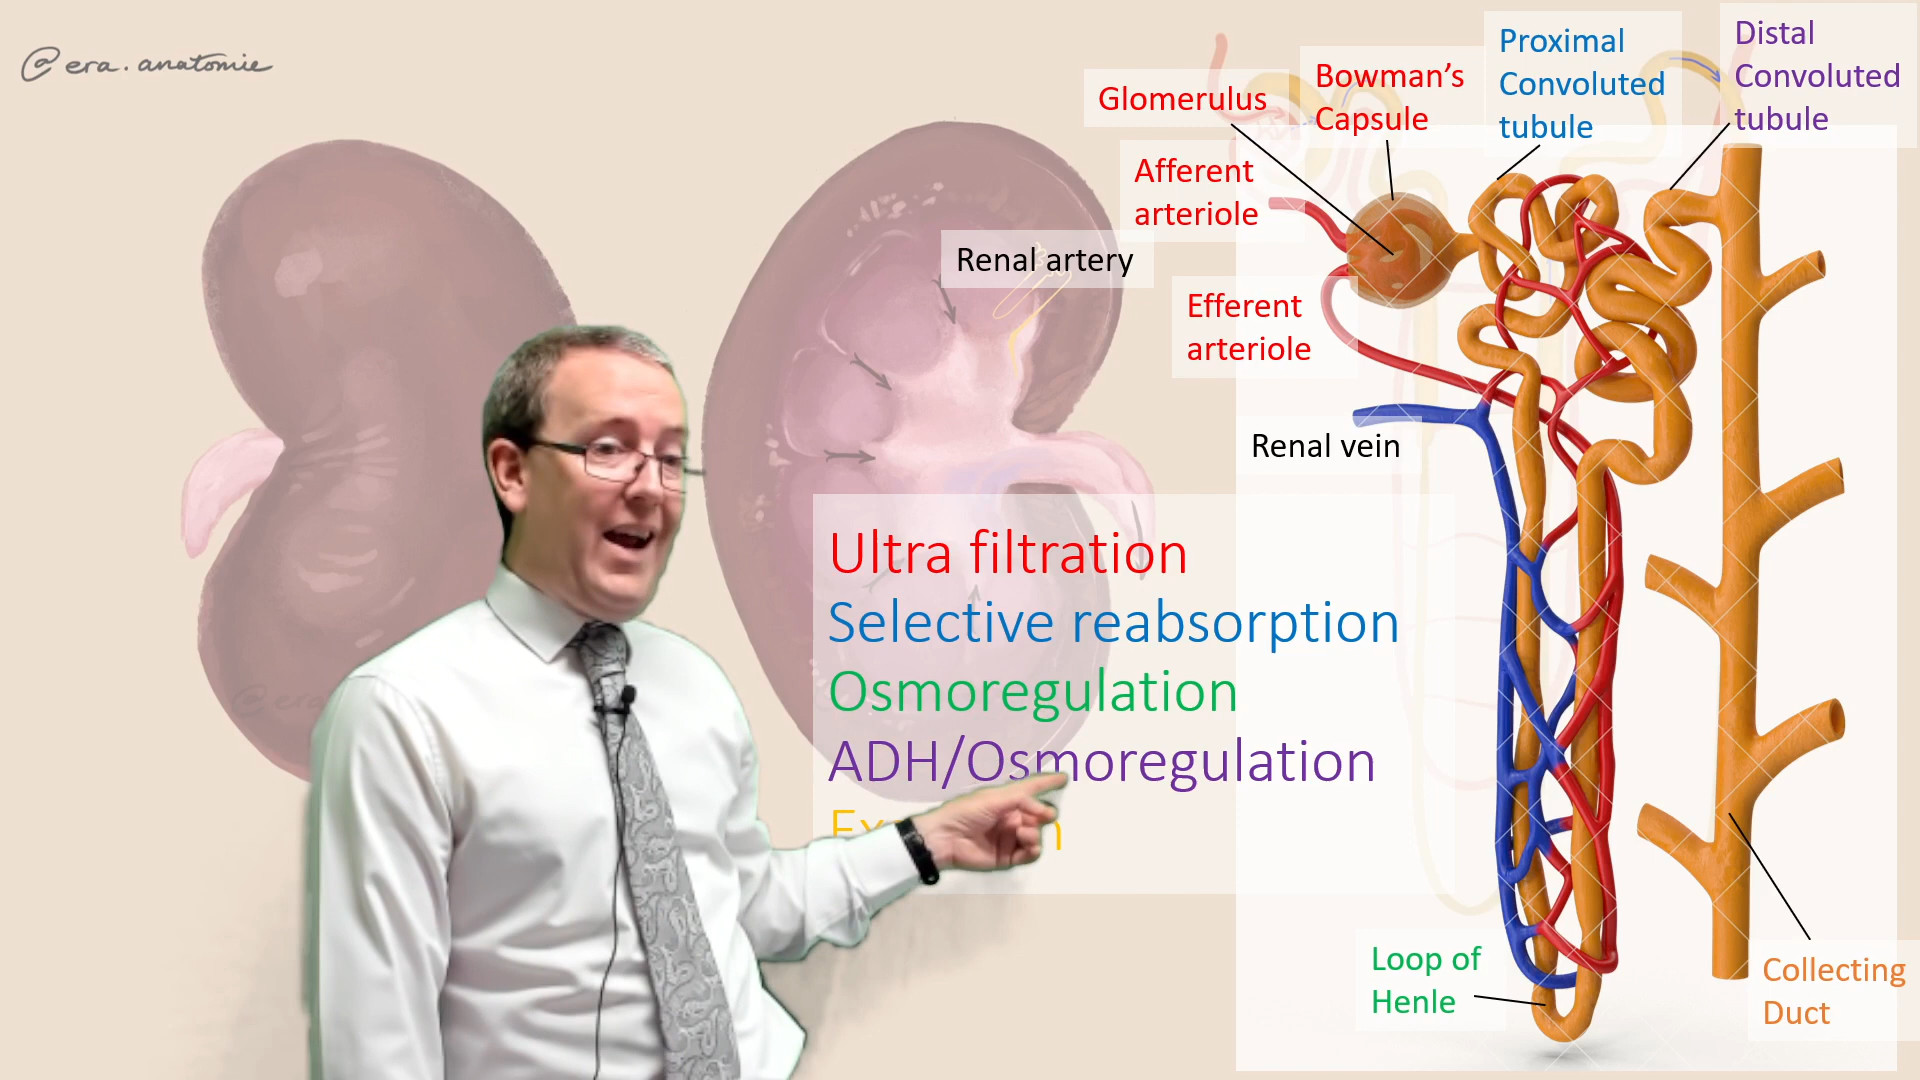 @era.anatomie
Glomerulus
Bowman's
Capsule
Proximal
Convoluted
tubule
Distal
Convoluted
tubule
Afferent
arteriole
Renal artery
Efferent
arteriole
Renal vein
Ultra filtration
Selective reabsorption
Osmoregulation
ADH/Osmoregulation
@era
Loop of
Henle
Collecting
Duct